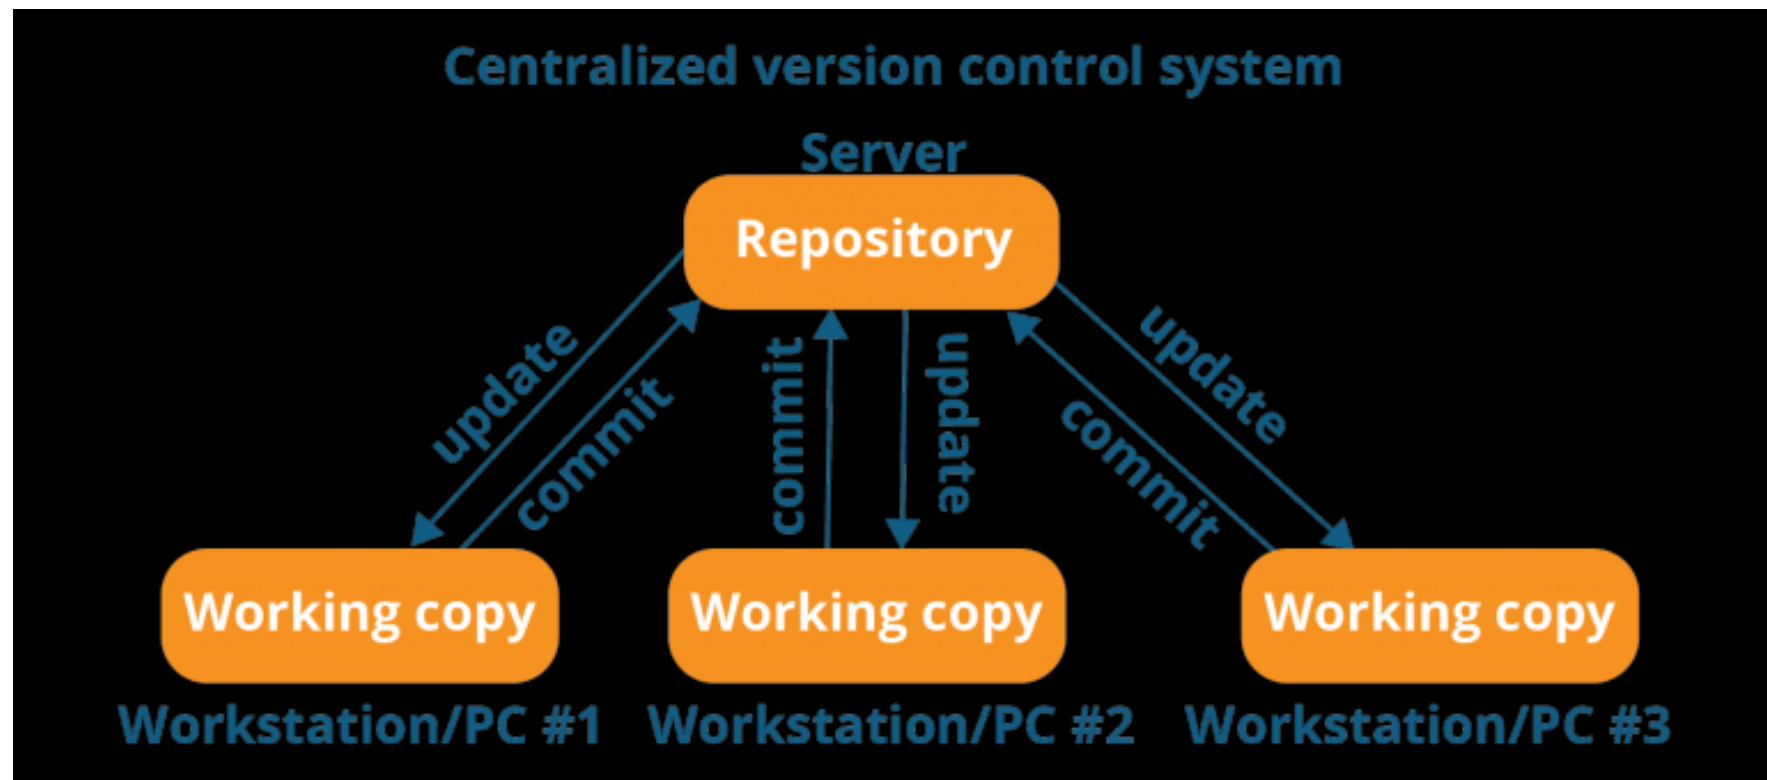 Centralized version control system
Server
Repository
update
commit
commit
update
update
commit
Working copy
Working copy
Working copy
Workstation/PC #1
Workstation/PC #2
Workstation/PC #3